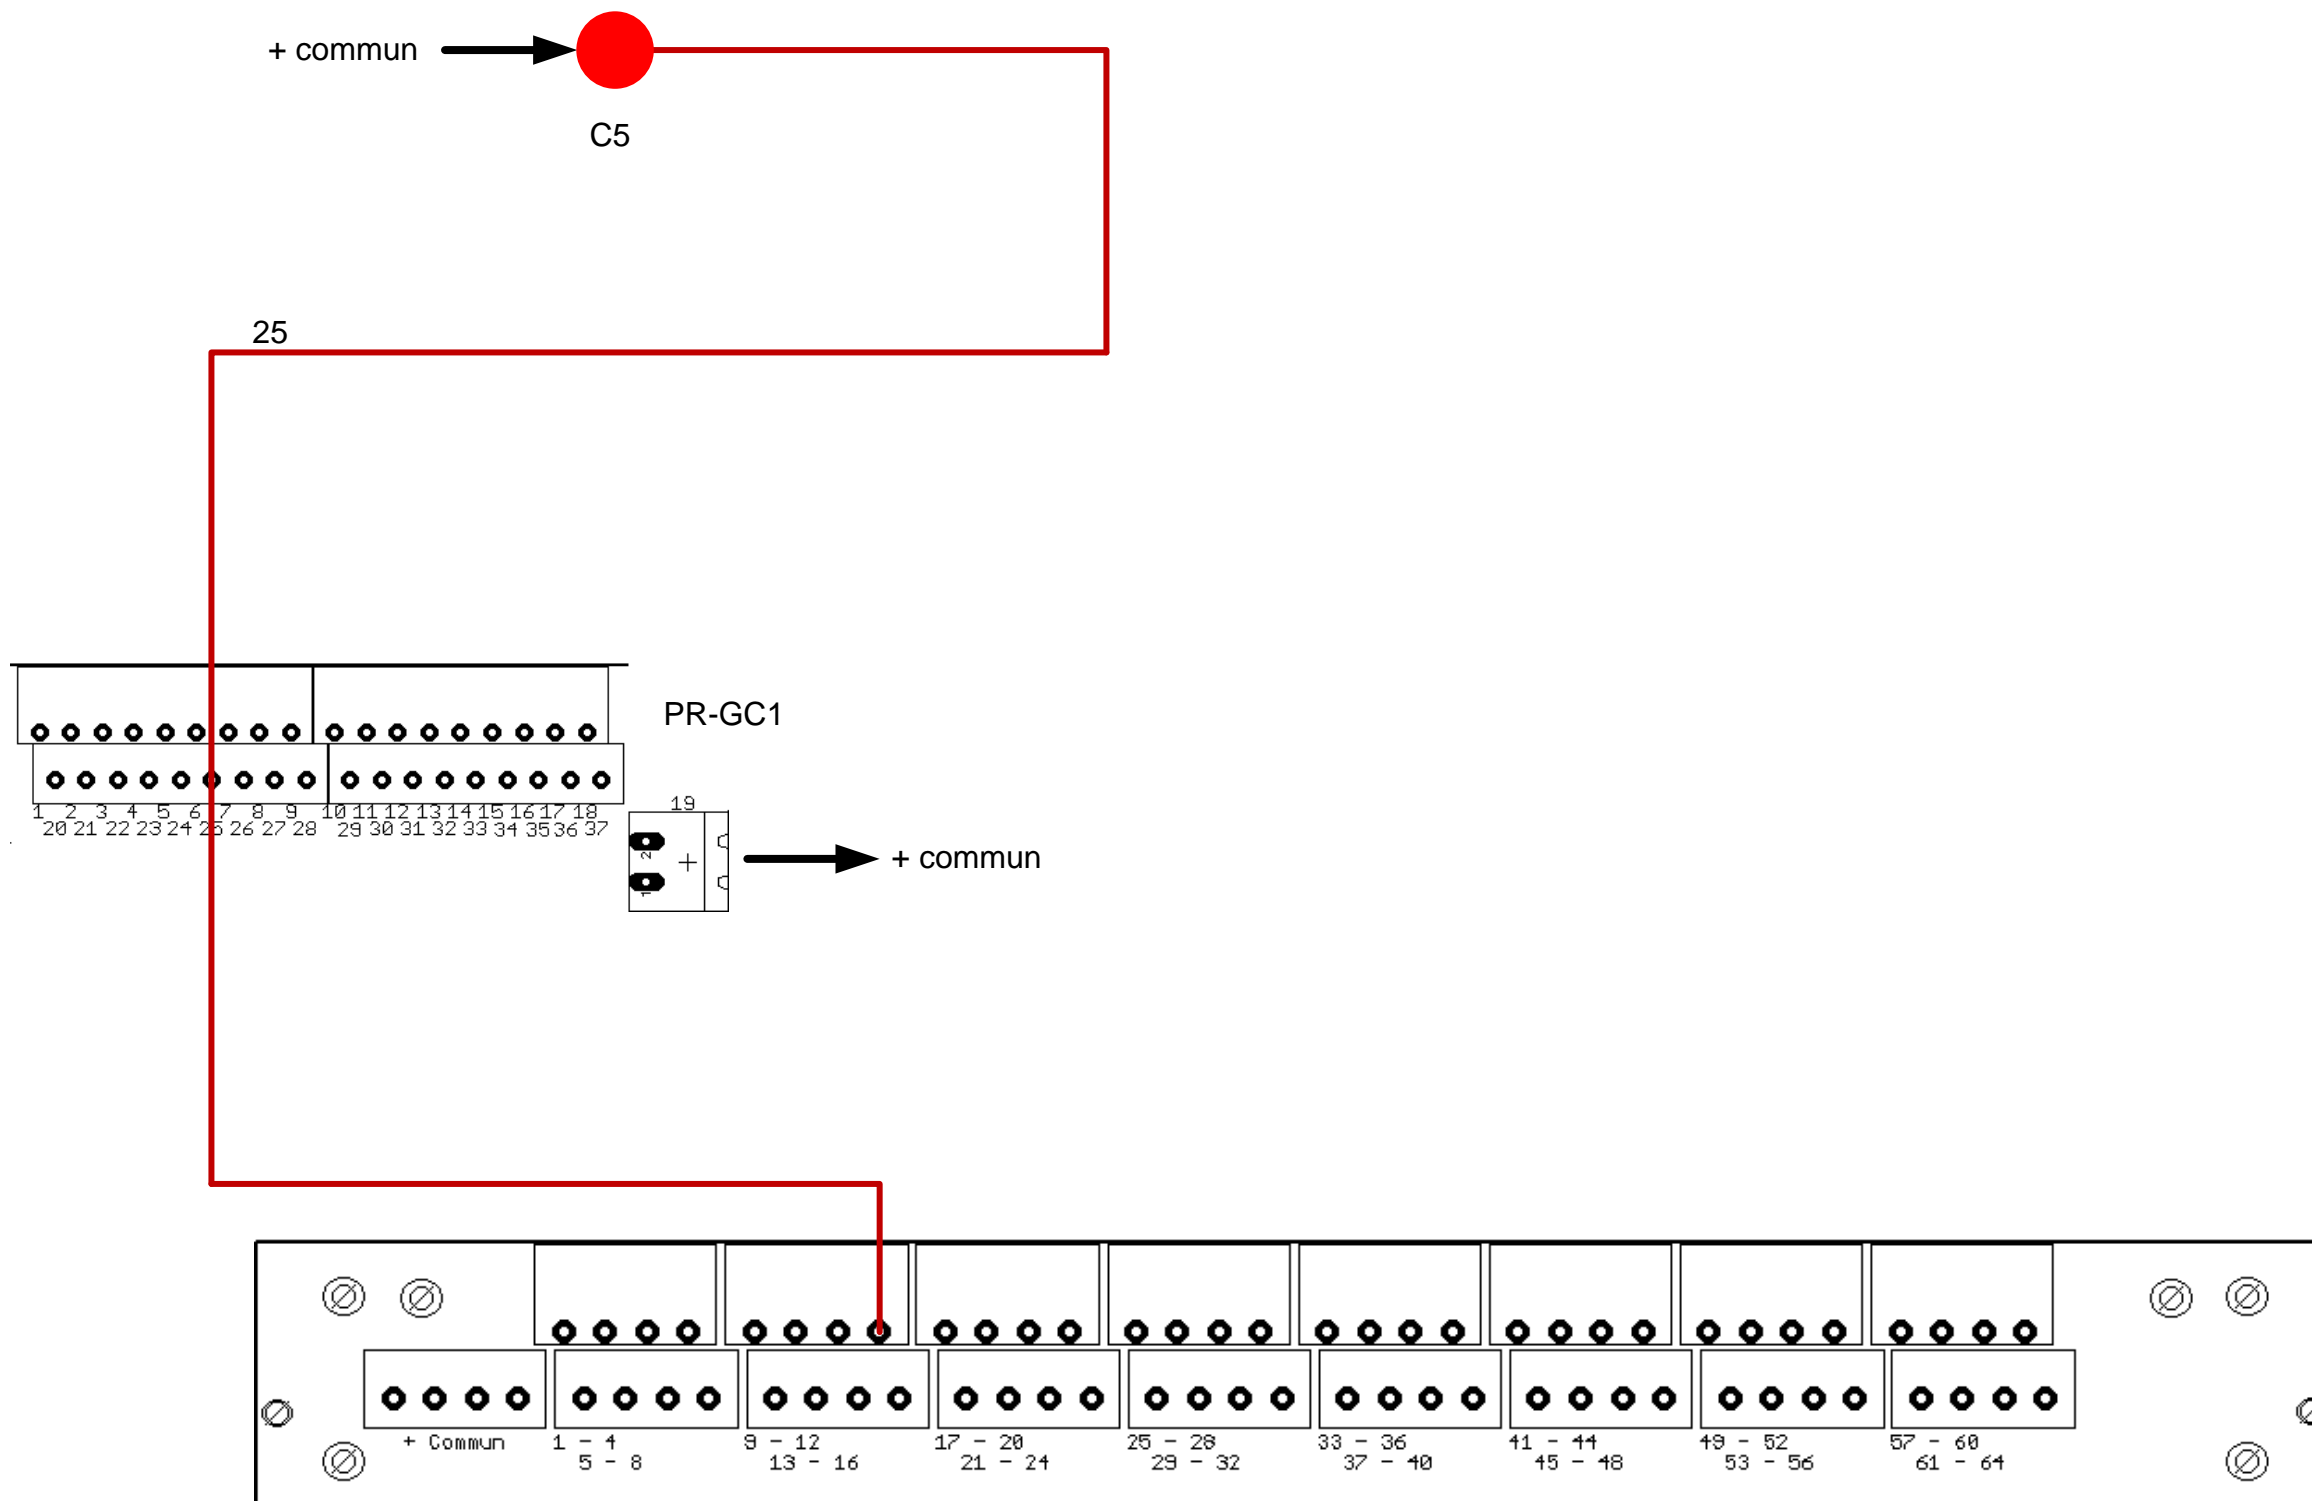 + commun
C5
25
PR-GC1
1 2 3 4 5 6 7 8 9 10 11 12 13 14 15 16 17 18
20 21 22 23 24 25 26 27 28 29 30 31 32 33 34 35 36 37
19
2
1
+
+ commun
+ Commun 1 - 4 9 - 12 17 - 20 25 - 28 33 - 36 41 - 44 49 - 52 57 - 60
5 - 8 13 - 16 21 - 24 29 - 32 37 - 40 45 - 48 53 - 56 61 - 64